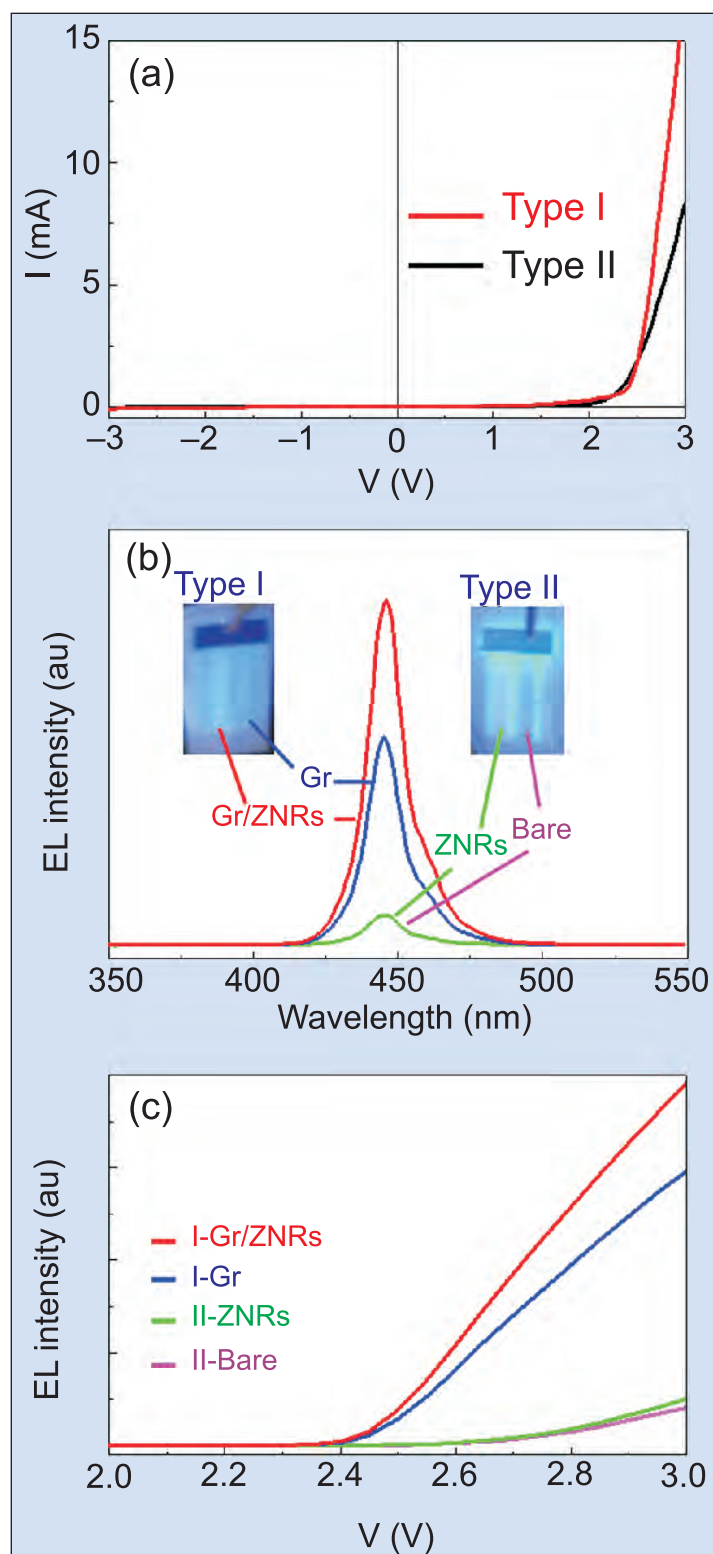 (a)
15
10
5
0
I (mA)
Type I
Type II
–3 –2 –1 0 1 2 3
V (V)
(b)
Type I
Type II
EL intensity (au)
Gr
Gr/ZNRs
ZNRs
Bare
350 400 450 500 550
Wavelength (nm)
(c)
EL intensity (au)
I-Gr/ZNRs
I-Gr
II-ZNRs
II-Bare
2.0 2.2 2.4 2.6 2.8 3.0
V (V)